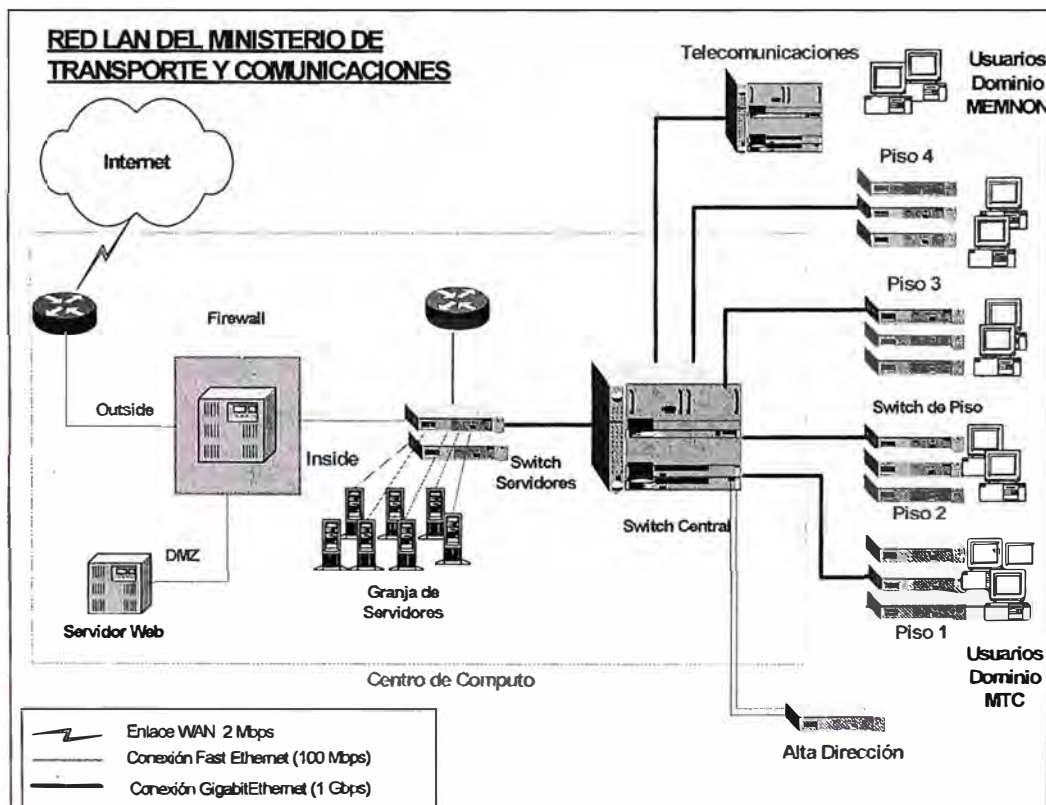 RED LAN DEL MINISTERIO DE
TRANSPORTE Y COMUNICACIONES
Telecomunicaciones
Usuarios
Dominio
MEMNON
Internet
Piso 4
Piso 3
Firewall
Outside
Inside
Switch
Servidores
Switch de Piso
Switch Central
Piso 2
DMZ
Granja de
Servidores
Servidor Web
Piso 1
Centro de Computo
Usuarios
Dominio
MTC
Alta Dirección
Enlace WAN 2 Mbps
Conexión Fast Ethernet (100 Mbps)
Conexión GigabitEthernet (1 Gbps)